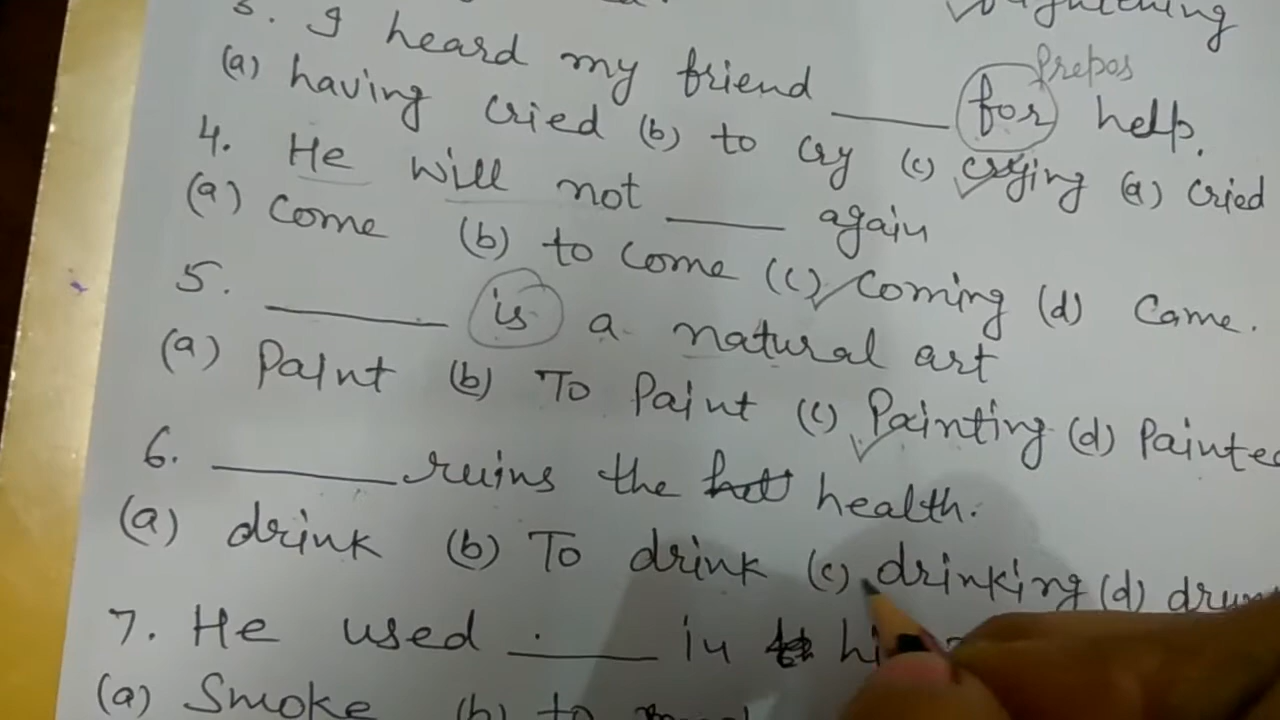 3. I heard my friend ____ for help.
Prepos
(a) having cried (b) to cry (c) crying (d) cried
4. He will not ____ again
(a) come (b) to come (c) coming (d) came.
5. ____ is a natural art
(a) Paint (b) To Paint (c) Painting (d) Painted
6. ____ ruins the health.
(a) drink (b) To drink (c) drinking (d)
7. He used ____ in
(a) Smoke (b) to